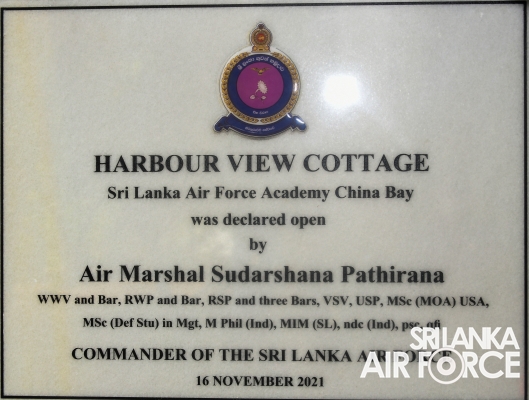 HARBOUR VIEW COTTAGE
Sri Lanka Air Force Academy China Bay
was declared open
by
Air Marshal Sudarshana Pathirana
WWV and Bar, RWP and Bar, RSP and three Bars, VSV, USP, MSc (MOA) USA,
MSc (Def Stu) in Mgt, M Phil (Ind), MIM (SL), ndc (Ind), psc, qfi
COMMANDER OF THE SRI LANKA AIR FORCE
16 NOVEMBER 2021
SRI LANKA
AIR FORCE